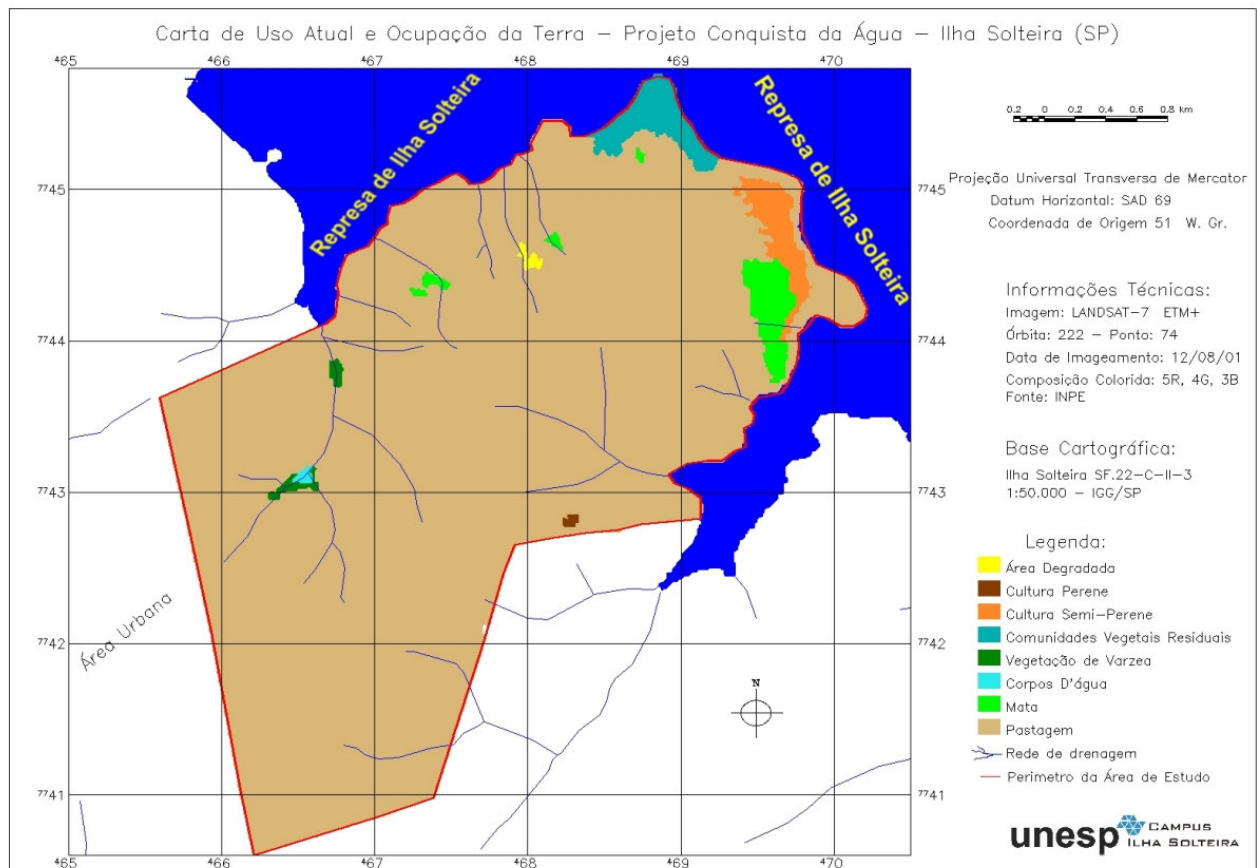 Carta de Uso Atual e Ocupação da Terra – Projeto Conquista da Água – Ilha Solteira (SP)
⁴65 ⁴66 ⁴67 ⁴68 ⁴69 ⁴70
Represa de Ilha Solteira
Represa de Ilha Solteira
0.2 0 0.2 0.4 0.6 0.8 km
⁷⁷45 ⁷⁷45
Projeção Universal Transversa de Mercator
Datum Horizontal: SAD 69
Coordenada de Origem 51 W. Gr.
Informações Técnicas:
Imagem: LANDSAT-7 ETM+
Órbita: 222 – Ponto: 74
Data de Imageamento: 12/08/01
Composição Colorida: 5R, 4G, 3B
Fonte: INPE
⁷⁷44 ⁷⁷44
Base Cartográfica:
Ilha Solteira SF.22-C-II-3
1:50.000 – IGG/SP
⁷⁷43 ⁷⁷43
Legenda:
Área Degradada
Cultura Perene
Cultura Semi-Perene
Comunidades Vegetais Residuais
Vegetação de Varzea
Corpos D'água
Mata
Pastagem
Rede de drenagem
Perimetro da Área de Estudo
Área Urbana
⁷⁷42 ⁷⁷42
N
⁷⁷41 ⁷⁷41
⁴65 ⁴66 ⁴67 ⁴68 ⁴69 ⁴70
unesp CAMPUS
ILHA SOLTEIRA